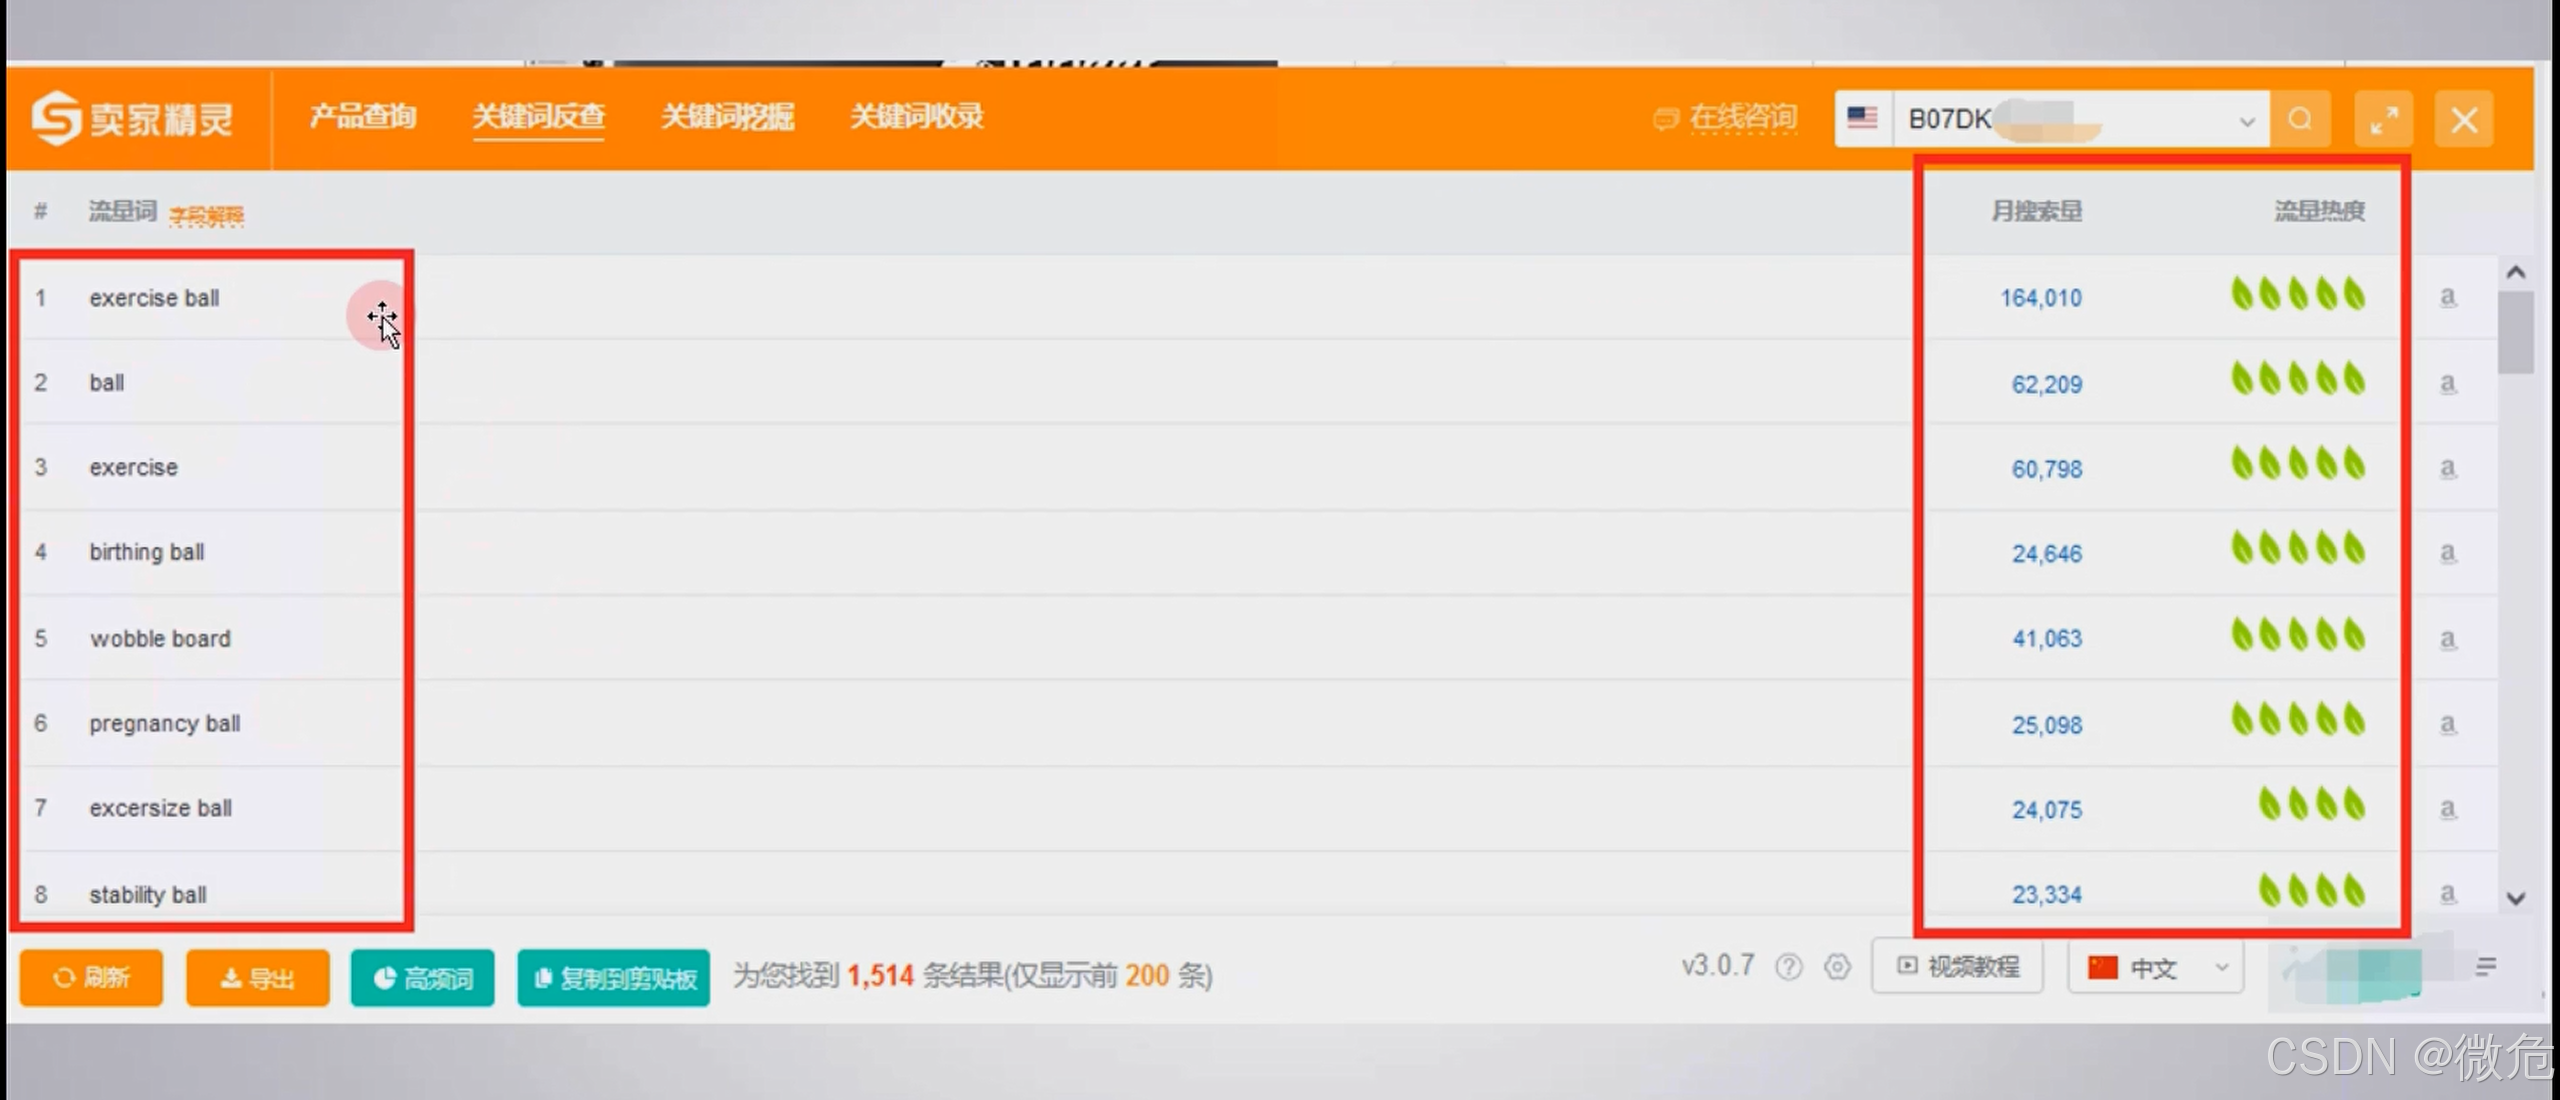 卖家精灵 产品查询 关键词反查 关键词挖掘 关键词收录 在线咨询 B07DK
# 流量词 字段解释 月搜索量 流量热度
1 exercise ball 164,010 a
2 ball 62,209 a
3 exercise 60,798 a
4 birthing ball 24,646 a
5 wobble board 41,063 a
6 pregnancy ball 25,098 a
7 excersize ball 24,075 a
8 stability ball 23,334 a
刷新 导出 高频词 复制到剪贴板 为您找到 1,514 条结果(仅显示前 200 条) v3.0.7 视频教程 中文
CSDN @微危